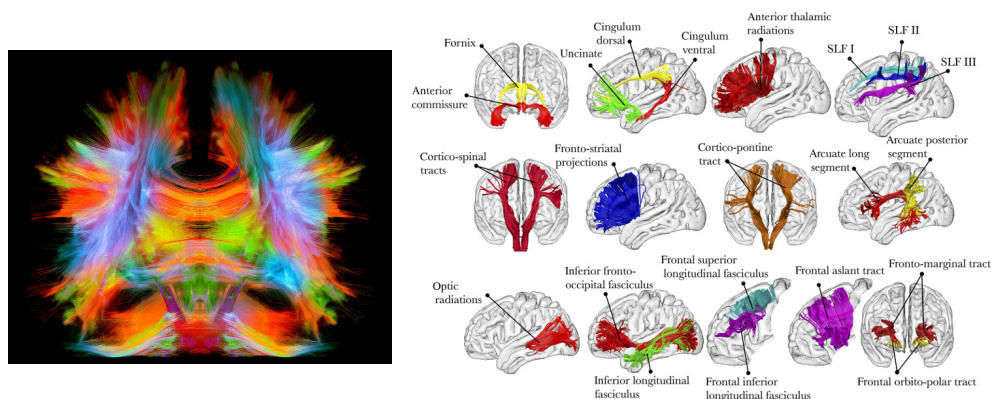 Fornix
Anterior
commissure
Cingulum
dorsal
Uncinate
Cingulum
ventral
Anterior thalamic
radiations
SLF I
SLF II
SLF III
Cortico-spinal
tracts
Fronto-striatal
projections
Cortico-pontine
tract
Arcuate long
segment
Arcuate posterior
segment
Optic
radiations
Inferior fronto-
occipital fasciculus
Inferior longitudinal
fasciculus
Frontal superior
longitudinal fasciculus
Frontal inferior
longitudinal fasciculus
Frontal aslant tract
Fronto-marginal tract
Frontal orbito-polar tract